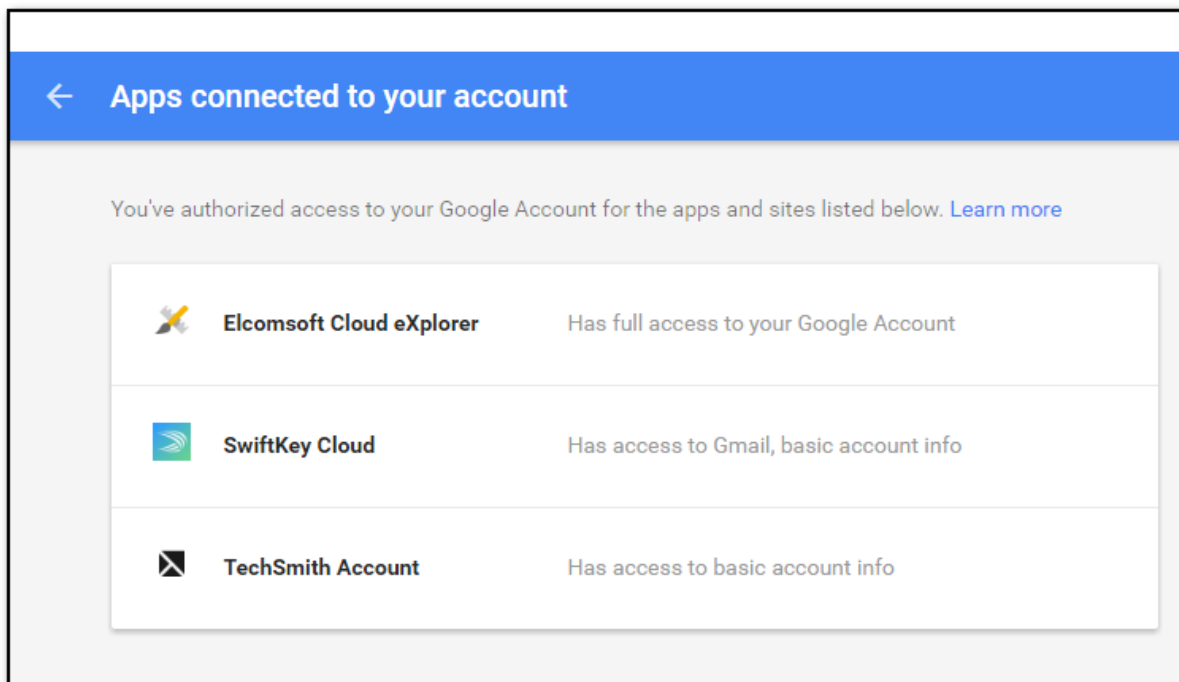 Apps connected to your account
You've authorized access to your Google Account for the apps and sites listed below. Learn more
Elcomsoft Cloud eXplorer Has full access to your Google Account
SwiftKey Cloud Has access to Gmail, basic account info
TechSmith Account Has access to basic account info